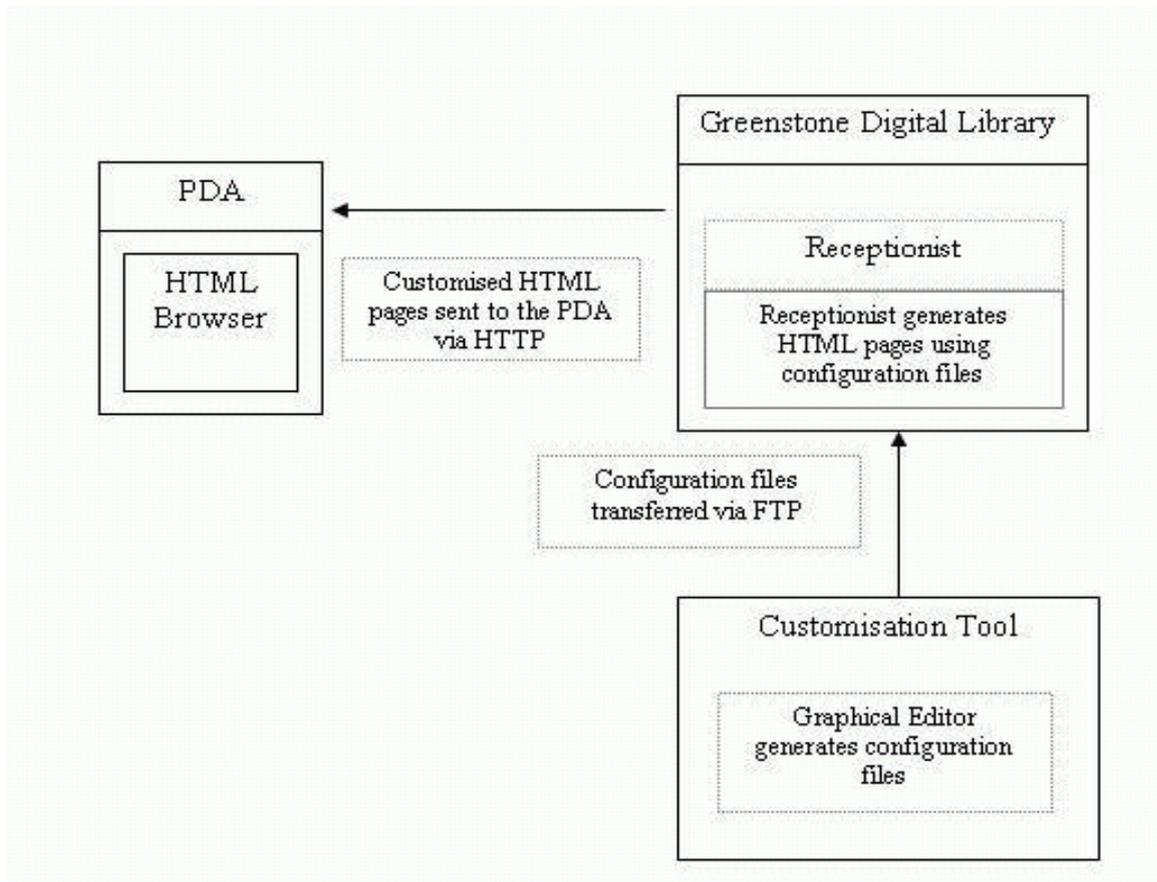 Greenstone Digital Library
PDA
HTML
Browser
Customised HTML
pages sent to the PDA
via HTTP
Receptionist
Receptionist generates
HTML pages using
configuration files
Configuration files
transferred via FTP
Customisation Tool
Graphical Editor
generates configuration
files